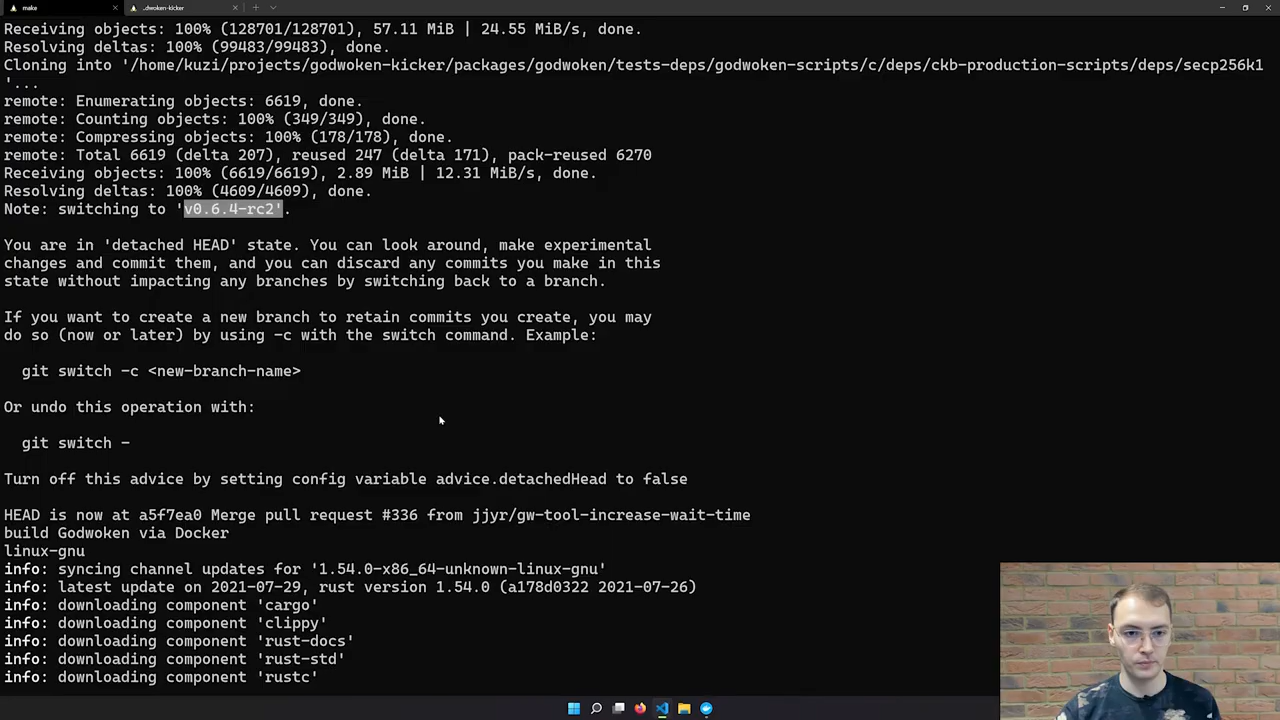 make
..dwoken-kicker
Receiving objects: 100% (128701/128701), 57.11 MiB | 24.55 MiB/s, done.
Resolving deltas: 100% (99483/99483), done.
Cloning into '/home/kuzi/projects/godwoken-kicker/packages/godwoken/tests-deps/godwoken-scripts/c/deps/ckb-production-scripts/deps/secp256k1
'...
remote: Enumerating objects: 6619, done.
remote: Counting objects: 100% (349/349), done.
remote: Compressing objects: 100% (178/178), done.
remote: Total 6619 (delta 207), reused 247 (delta 171), pack-reused 6270
Receiving objects: 100% (6619/6619), 2.89 MiB | 12.31 MiB/s, done.
Resolving deltas: 100% (4609/4609), done.
Note: switching to 'v0.6.4-rc2'.
You are in 'detached HEAD' state. You can look around, make experimental
changes and commit them, and you can discard any commits you make in this
state without impacting any branches by switching back to a branch.
If you want to create a new branch to retain commits you create, you may
do so (now or later) by using -c with the switch command. Example:
git switch -c <new-branch-name>
Or undo this operation with:
git switch -
Turn off this advice by setting config variable advice.detachedHead to false
HEAD is now at a5f7ea0 Merge pull request #336 from jjyr/gw-tool-increase-wait-time
build Godwoken via Docker
linux-gnu
info: syncing channel updates for '1.54.0-x86_64-unknown-linux-gnu'
info: latest update on 2021-07-29, rust version 1.54.0 (a178d0322 2021-07-26)
info: downloading component 'cargo'
info: downloading component 'clippy'
info: downloading component 'rust-docs'
info: downloading component 'rust-std'
info: downloading component 'rustc'